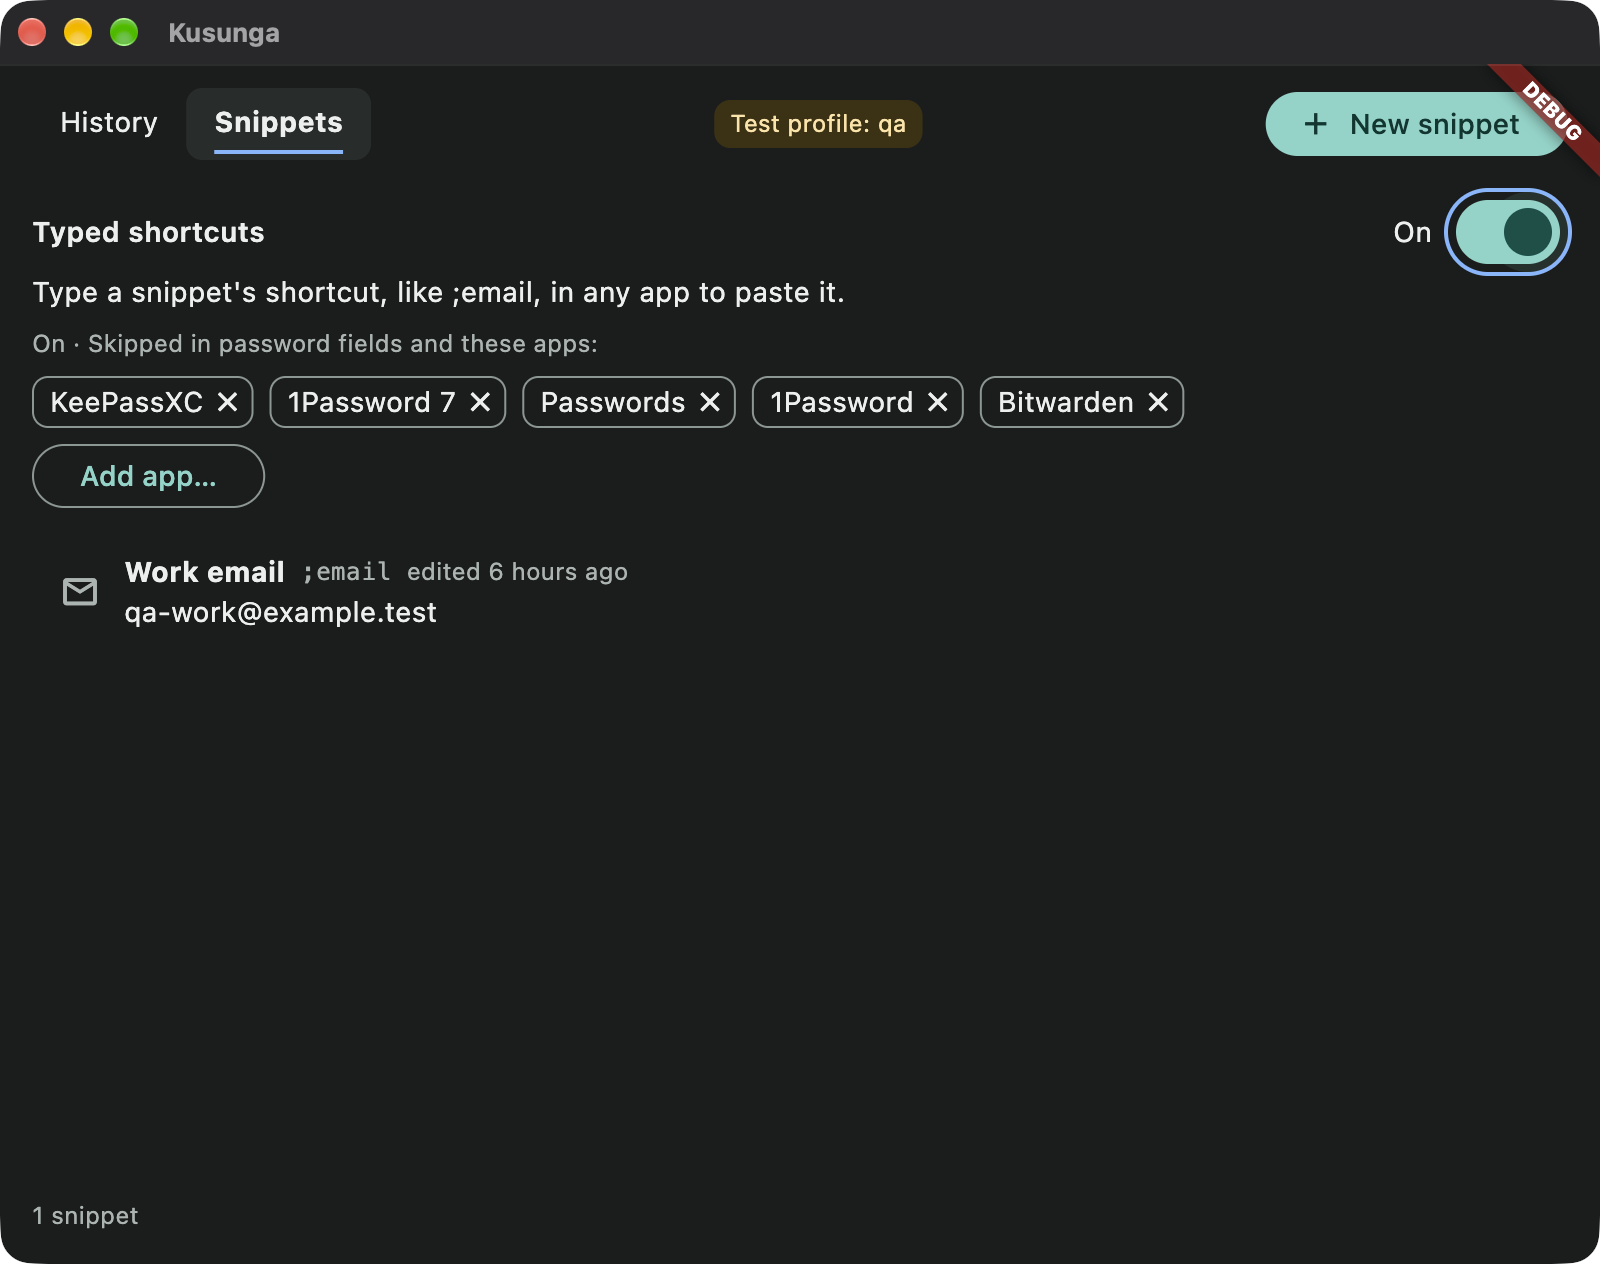 Kusunga
History
Snippets
Test profile: qa
+ New snippet
DEBUG
Typed shortcuts
On
Type a snippet's shortcut, like ;email, in any app to paste it.
On · Skipped in password fields and these apps:
KeePassXC ✕
1Password 7 ✕
Passwords ✕
1Password ✕
Bitwarden ✕
Add app...
Work email ;email edited 6 hours ago
qa-work@example.test
1 snippet